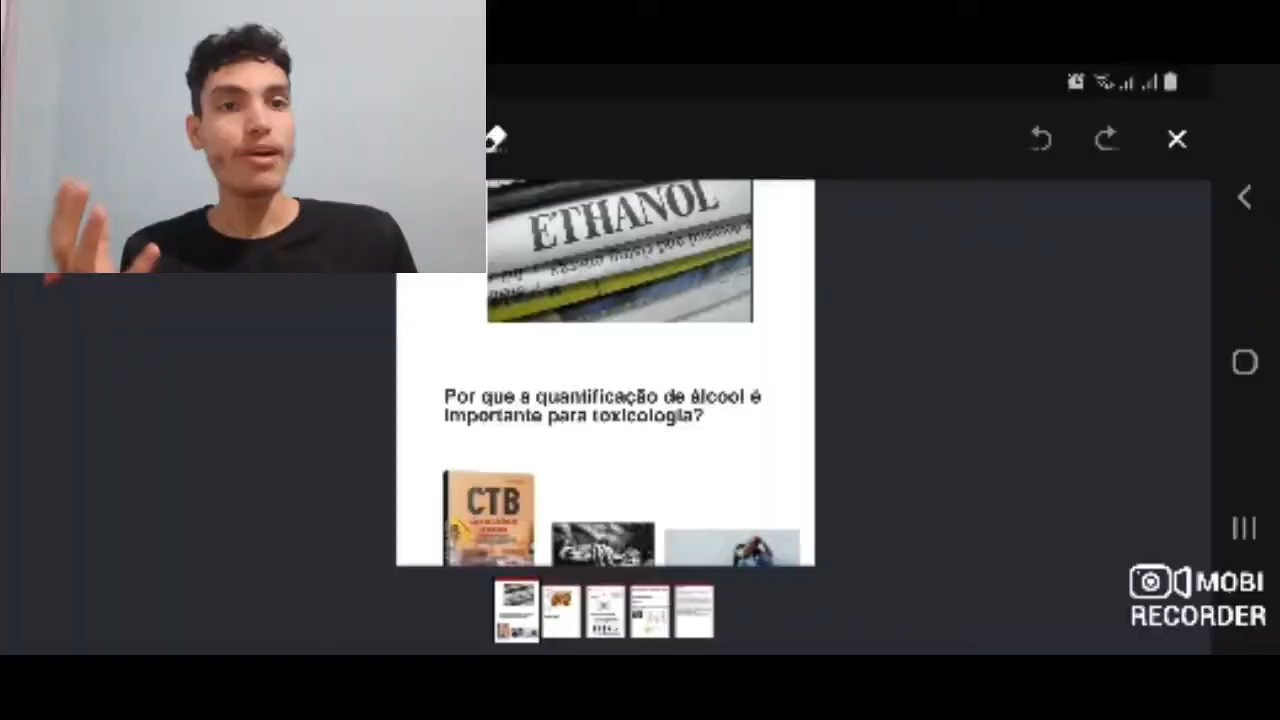 ETHANOL
Por que a quantificação de álcool é
importante para toxicologia?
CTB
MOBI
RECORDER